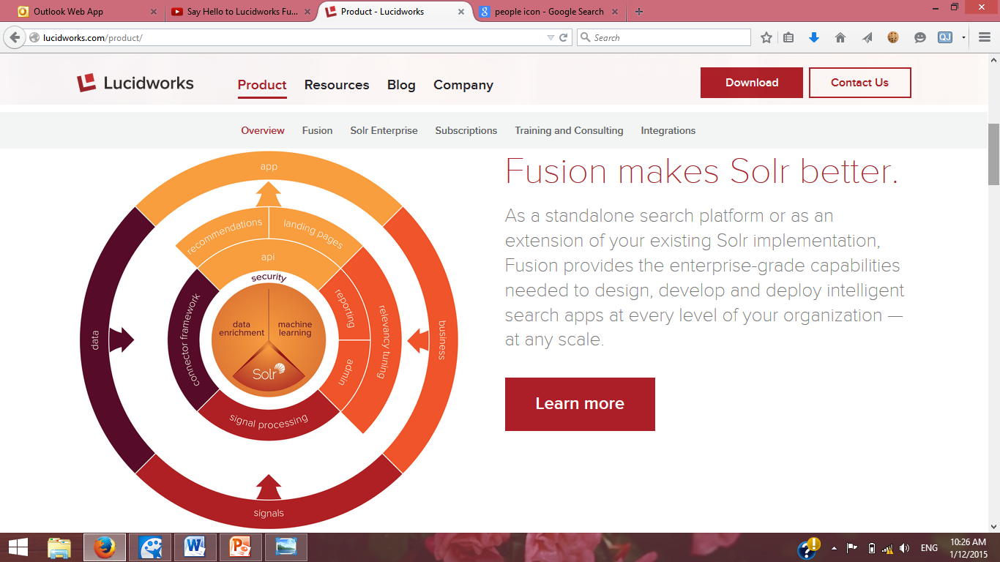 Outlook Web App
Say Hello to Lucidworks Fu...
Product - Lucidworks
people icon - Google Search
lucidworks.com/product/
Search
QJ
Lucidworks
Product
Resources
Blog
Company
Download
Contact Us
Overview
Fusion
Solr Enterprise
Subscriptions
Training and Consulting
Integrations
app
recommendations
landing pages
api
security
data
connector framework
data
enrichment
machine
learning
Solr
reporting
admin
relevancy tuning
business
signal processing
signals
Fusion makes Solr better.
As a standalone search platform or as an
extension of your existing Solr implementation,
Fusion provides the enterprise-grade capabilities
needed to design, develop and deploy intelligent
search apps at every level of your organization —
at any scale.
Learn more
ENG
10:26 AM
1/12/2015